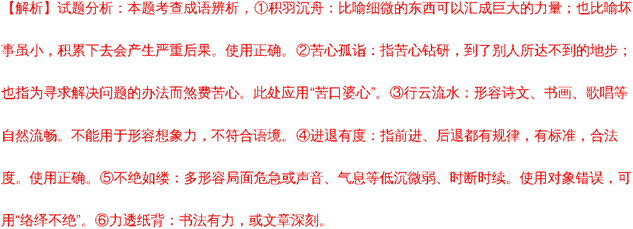 【解析】试题分析：本题考查成语辨析，①积羽沉舟：比喻细微的东西可以汇成巨大的力量；也比喻坏
事虽小，积累下去会产生严重后果。使用正确。②苦心孤诣：指苦心钻研，到了别人所达不到的地步；
也指为寻求解决问题的办法而煞费苦心。此处应用“苦口婆心”。③行云流水：形容诗文、书画、歌唱等
自然流畅。不能用于形容想象力，不符合语境。④进退有度：指前进、后退都有规律，有标准，合法
度。使用正确。⑤不绝如缕：多形容局面危急或声音、气息等低沉微弱、时断时续。使用对象错误，可
用“络绎不绝”。⑥力透纸背：书法有力，或文章深刻。